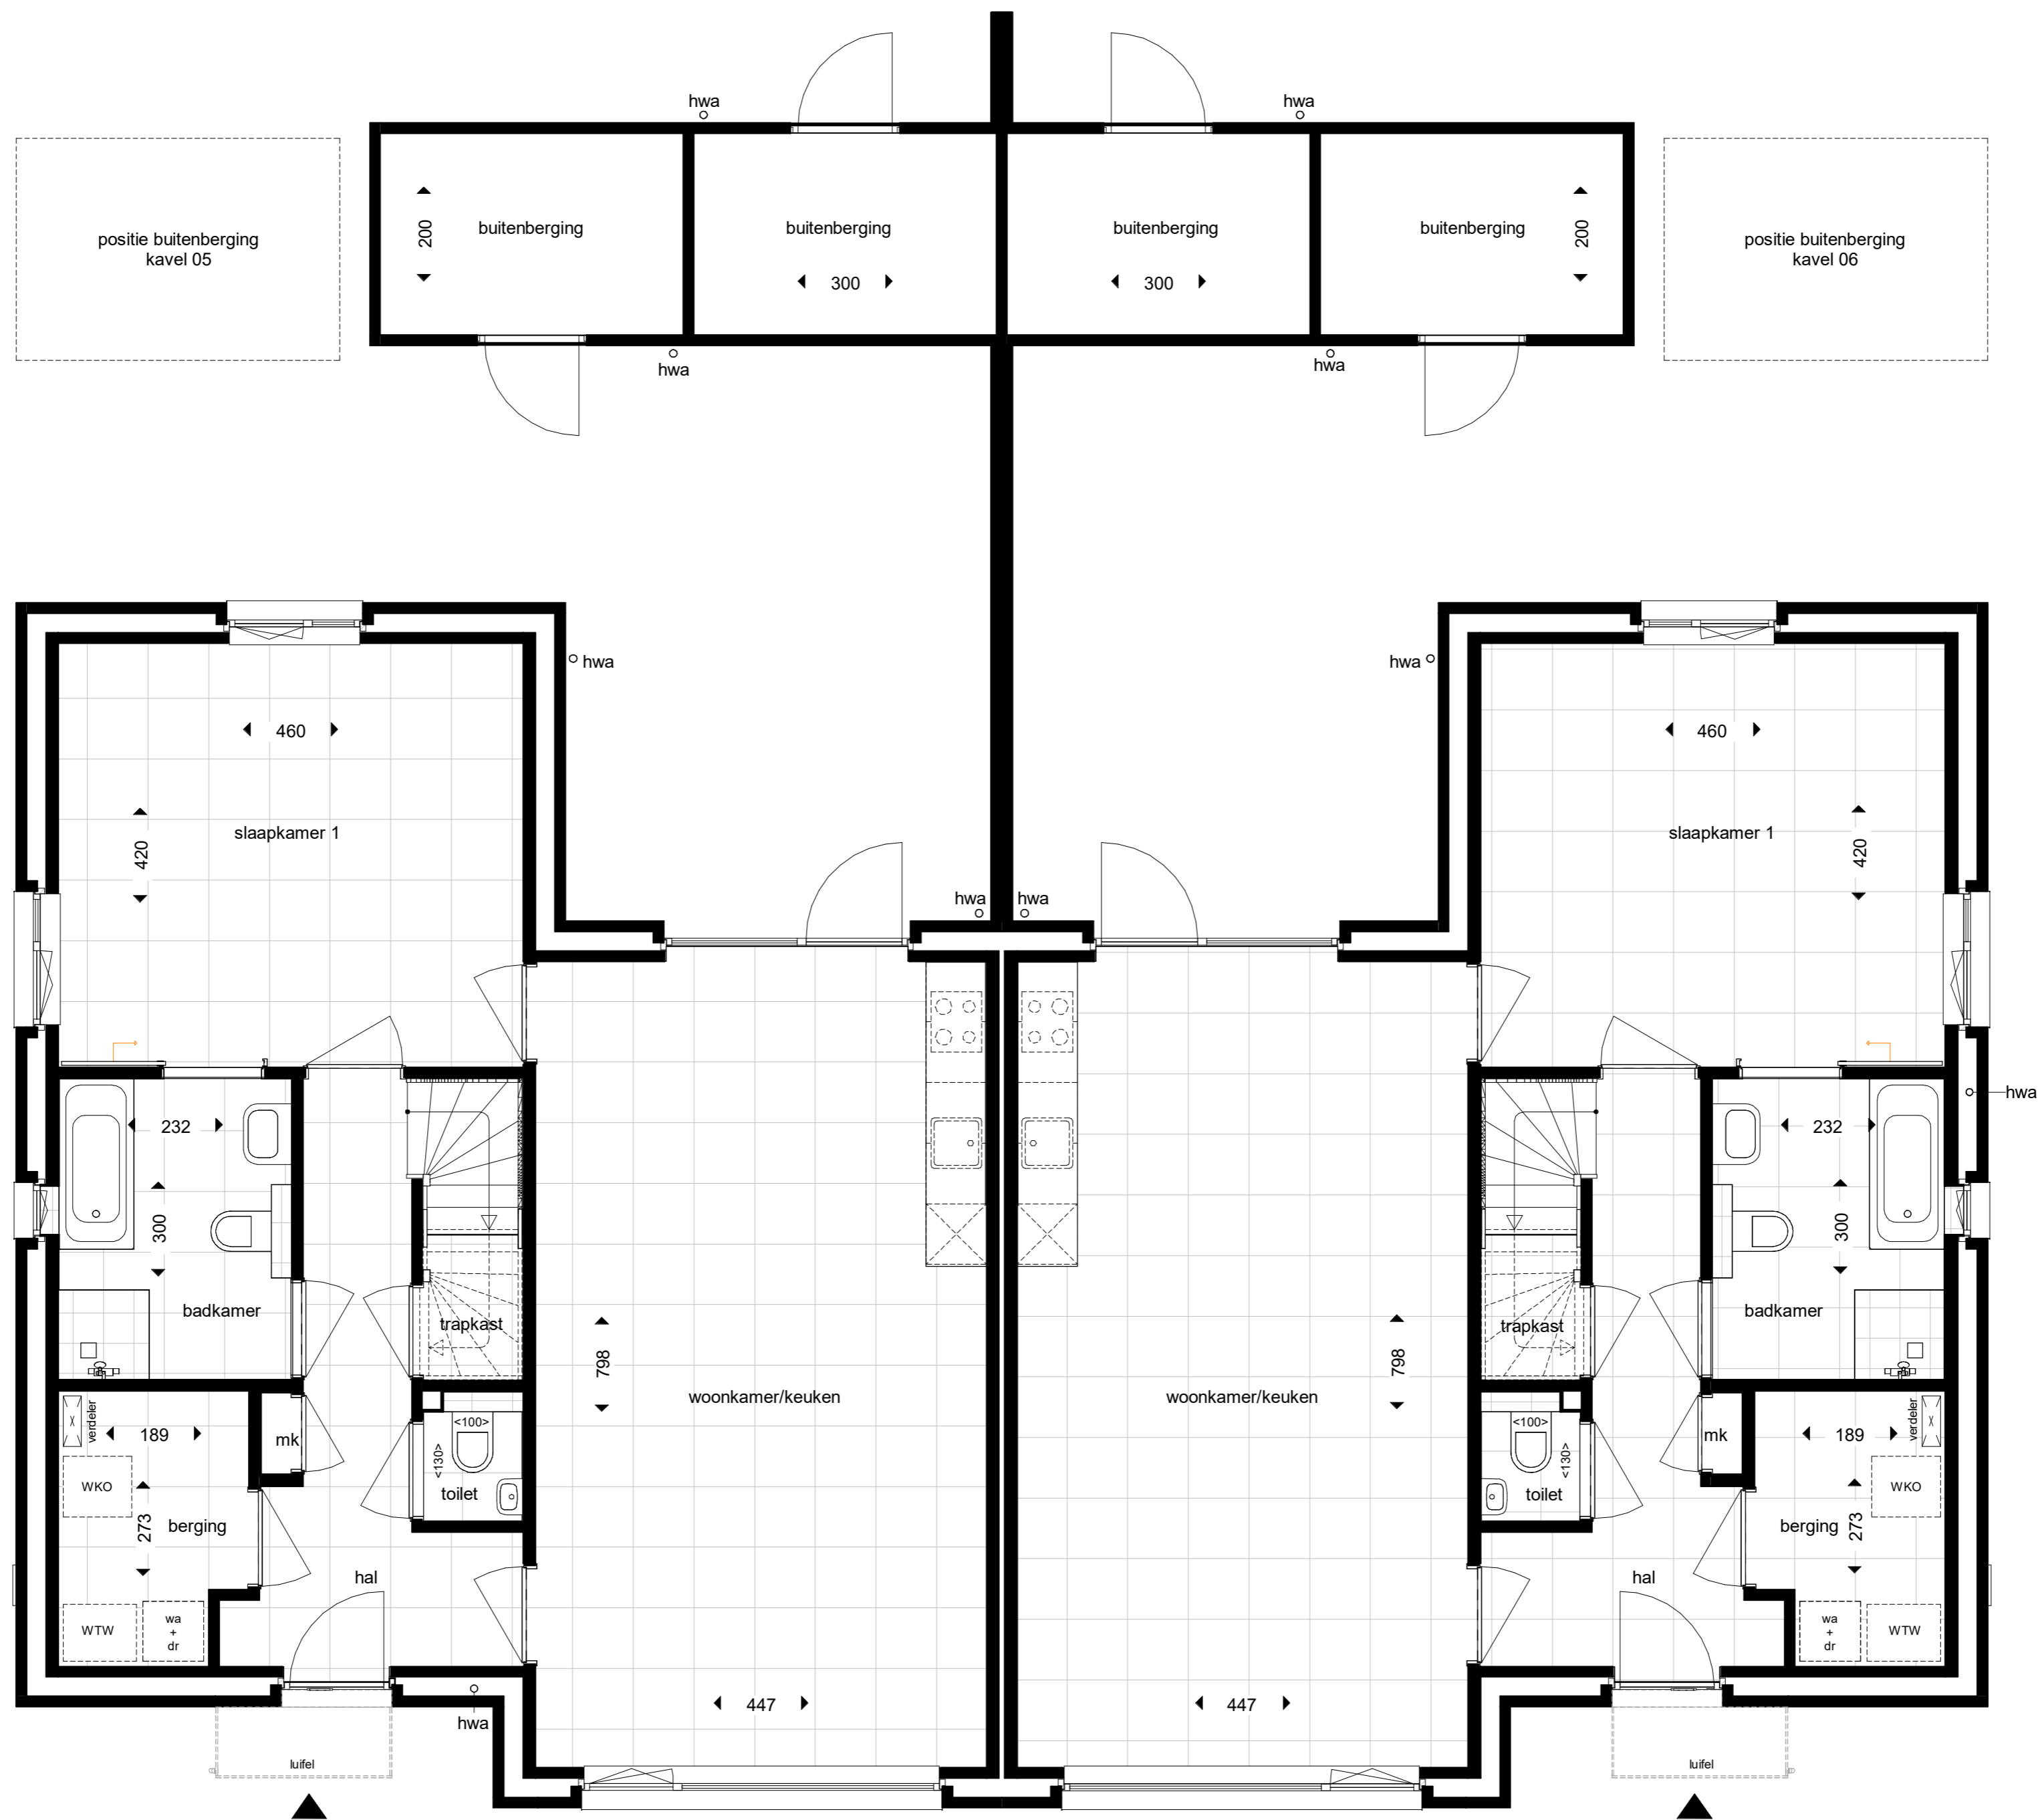 hwa
hwa
positie buitenberging
kavel 05
200
buitenberging
buitenberging
300
buitenberging
300
buitenberging
200
positie buitenberging
kavel 06
hwa
hwa
hwa
hwa
460
460
420
slaapkamer 1
slaapkamer 1
420
hwa
hwa
232
232
hwa
300
300
badkamer
trapkast
798
woonkamer/keuken
798
woonkamer/keuken
trapkast
badkamer
verdeler
189
mk
<100>
<130>
<100>
<130>
mk
189
verdeler
WKO
273
berging
toilet
toilet
berging
273
WKO
hal
hal
WTW
wa
+
dr
wa
+
dr
WTW
hwa
447
447
luifel
luifel